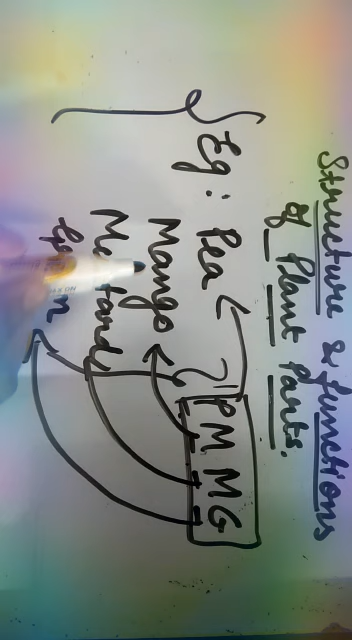 Structure & functions
of Plant Parts.
Eg: Pea
"PMMG
Mango